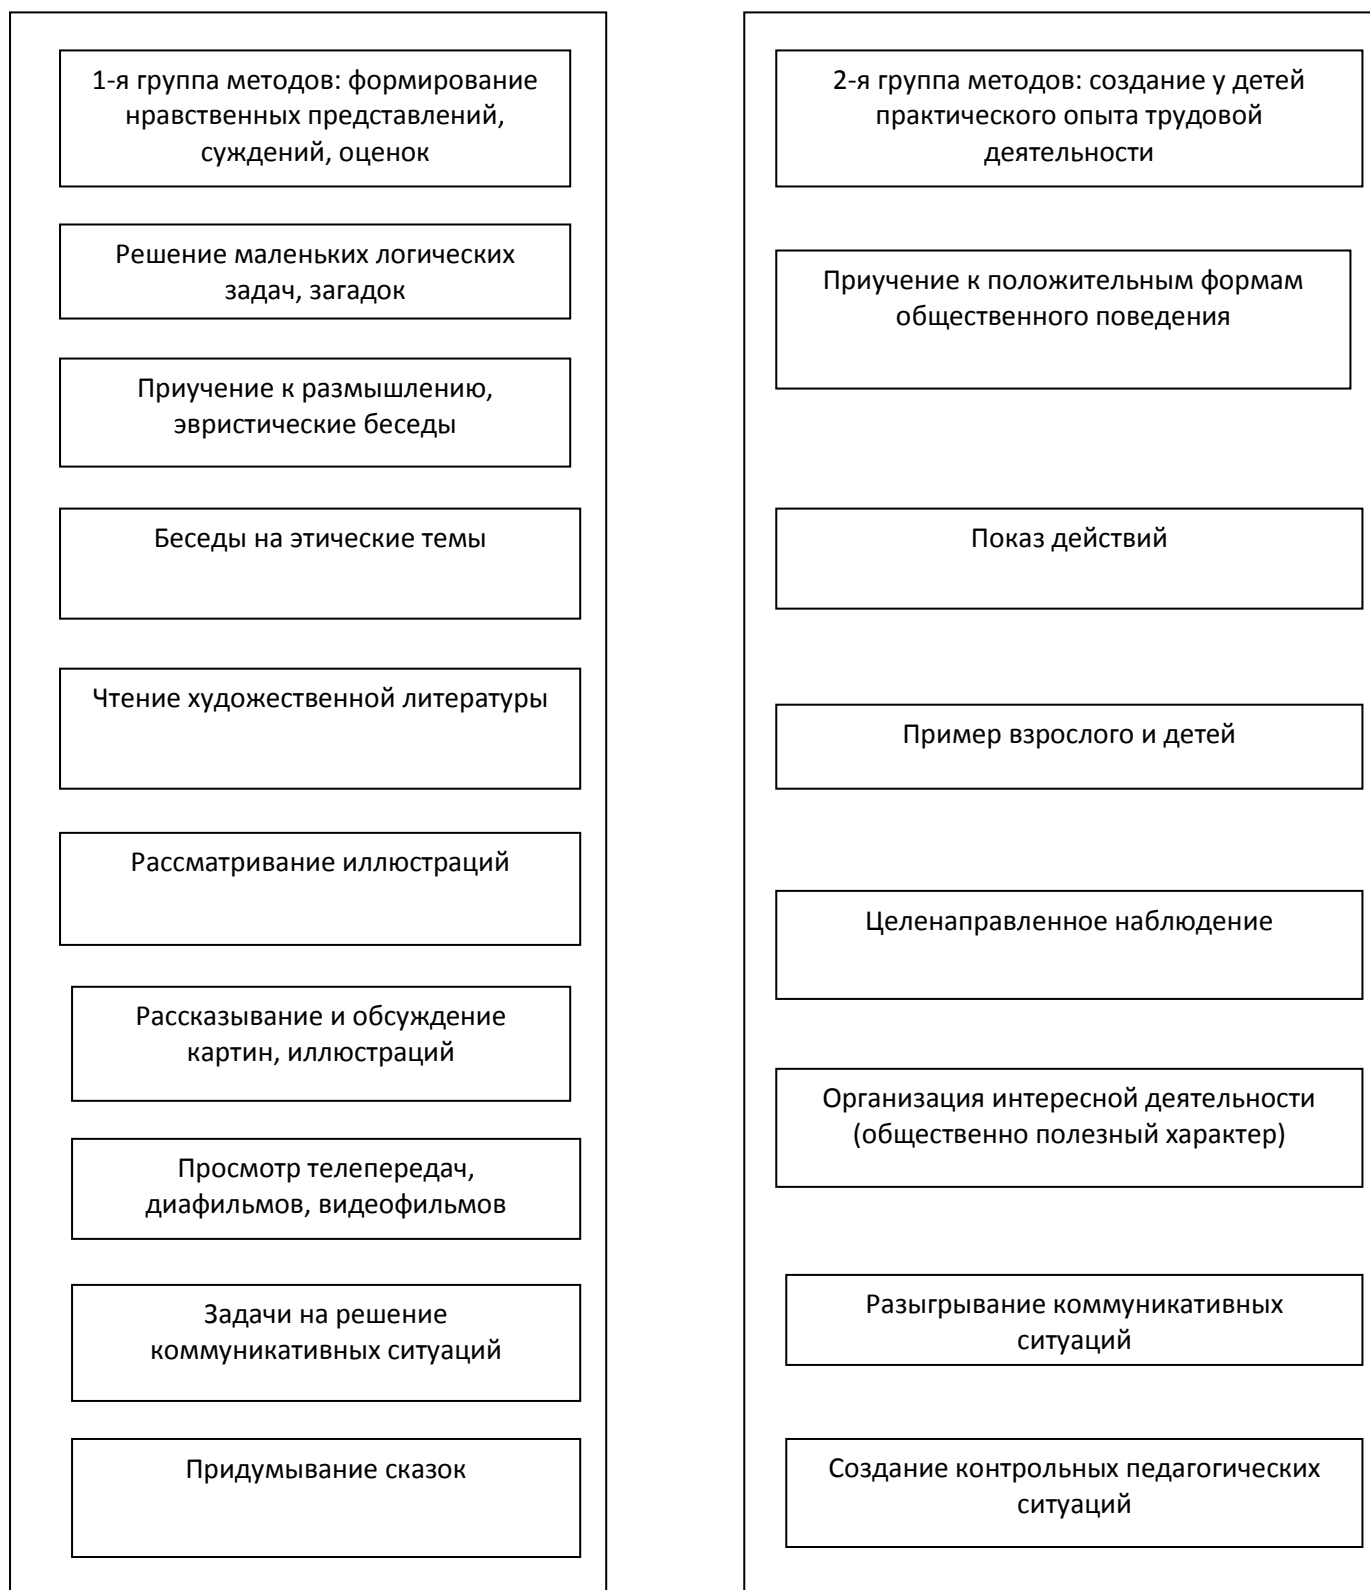 1-я группа методов: формирование
нравственных представлений,
суждений, оценок
Решение маленьких логических
задач, загадок
Приучение к размышлению,
эвристические беседы
Беседы на этические темы
Чтение художественной литературы
Рассматривание иллюстраций
Рассказывание и обсуждение
картин, иллюстраций
Просмотр телепередач,
диафильмов, видеофильмов
Задачи на решение
коммуникативных ситуаций
Придумывание сказок
2-я группа методов: создание у детей
практического опыта трудовой
деятельности
Приучение к положительным формам
общественного поведения
Показ действий
Пример взрослого и детей
Целенаправленное наблюдение
Организация интересной деятельности
(общественно полезный характер)
Разыгрывание коммуникативных
ситуаций
Создание контрольных педагогических
ситуаций